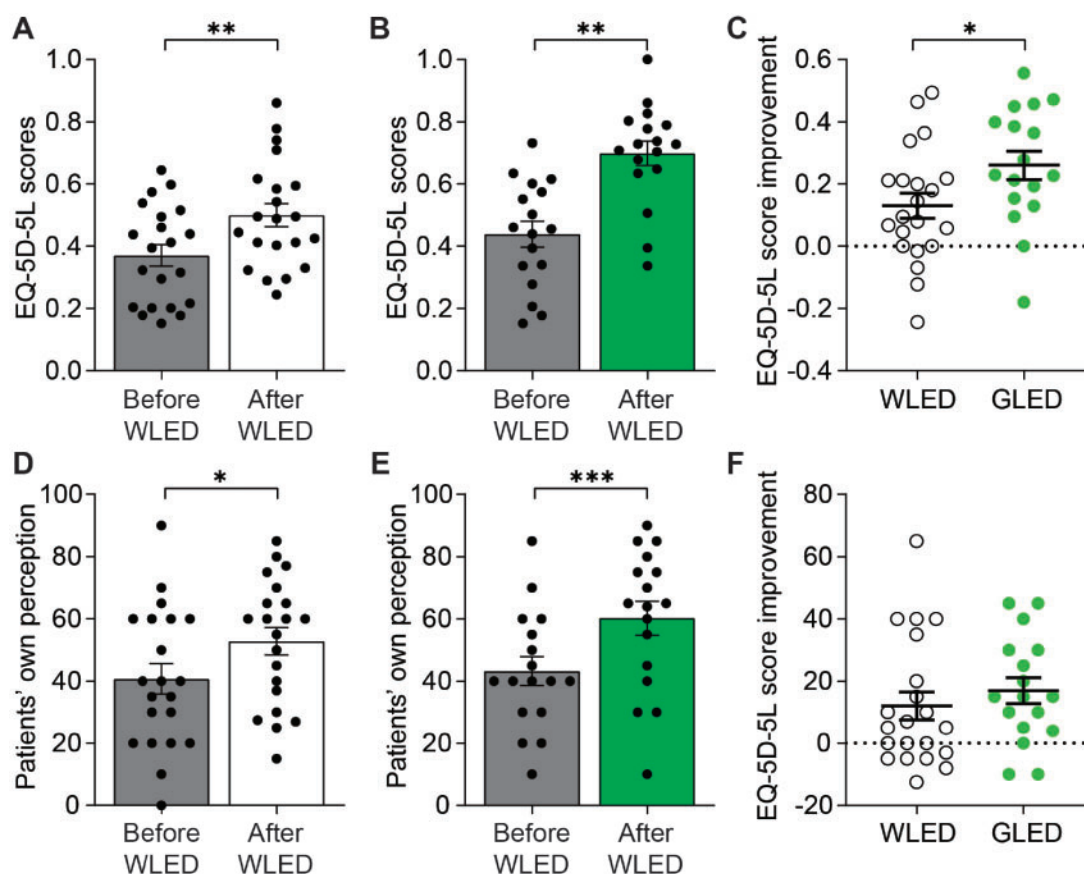 A
**
EQ-5D-5L scores
1.0
0.8
0.6
0.4
0.2
0.0
Before
WLED
After
WLED
B
**
EQ-5D-5L scores
1.0
0.8
0.6
0.4
0.2
0.0
Before
WLED
After
WLED
C
*
EQ-5D-5L score improvement
0.6
0.4
0.2
0.0
-0.2
-0.4
WLED
GLED
D
*
Patients' own perception
100
80
60
40
20
0
Before
WLED
After
WLED
E
***
Patients' own perception
100
80
60
40
20
0
Before
WLED
After
WLED
F
EQ-5D-5L score improvement
80
60
40
20
0
-20
WLED
GLED